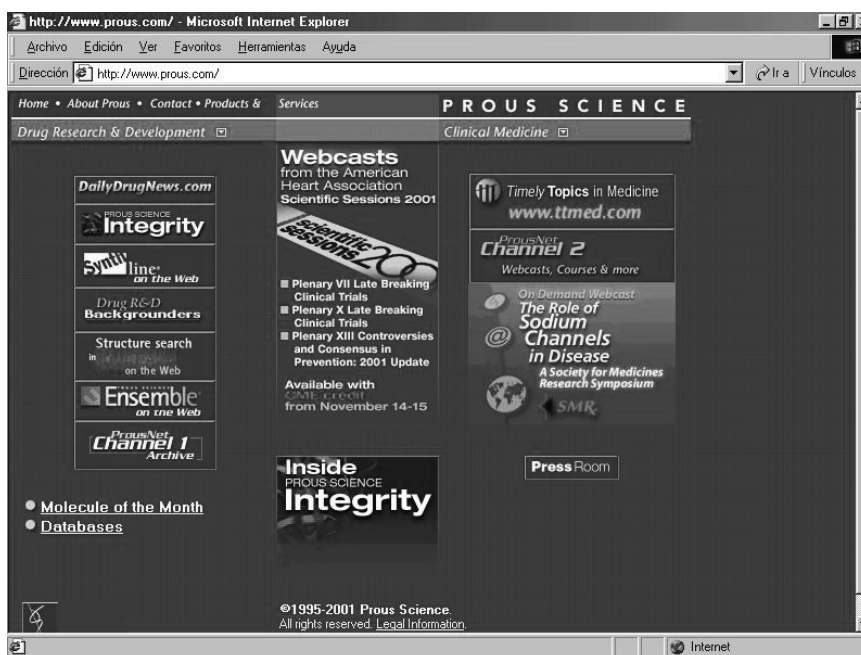 http://www.prous.com/ - Microsoft Internet Explorer
Archivo Edición Ver Favoritos Herramientas Ayuda
Dirección http://www.prous.com/ Ir a Vínculos
Home • About Prous • Contact • Products & Services
PROUS SCIENCE
Drug Research & Development
Clinical Medicine
DailyDrugNews.com
PROUS SCIENCE
Integrity
Synthline
on the Web
Drug R&D
Backgrounders
Structure search
in
on the Web
Ensemble
on the Web
ProusNet
Channel 1
Archive
Molecule of the Month
Databases
Webcasts
from the American
Heart Association
Scientific Sessions 2001
scientific
sessions 200
Plenary VII Late Breaking
Clinical Trials
Plenary X Late Breaking
Clinical Trials
Plenary XIII Controversies
and Consensus in
Prevention: 2001 Update
Available with
CME credit
from November 14-15
Inside
PROUS SCIENCE
Integrity
Timely Topics in Medicine
www.ttmed.com
ProusNet
Channel 2
Webcasts, Courses & more
On Demand Webcast
The Role of
Sodium
Channels
in Disease
A Society for Medicines
Research Symposium
SMR
Press Room
©1995-2001 Prous Science.
All rights reserved. Legal Information.
Internet